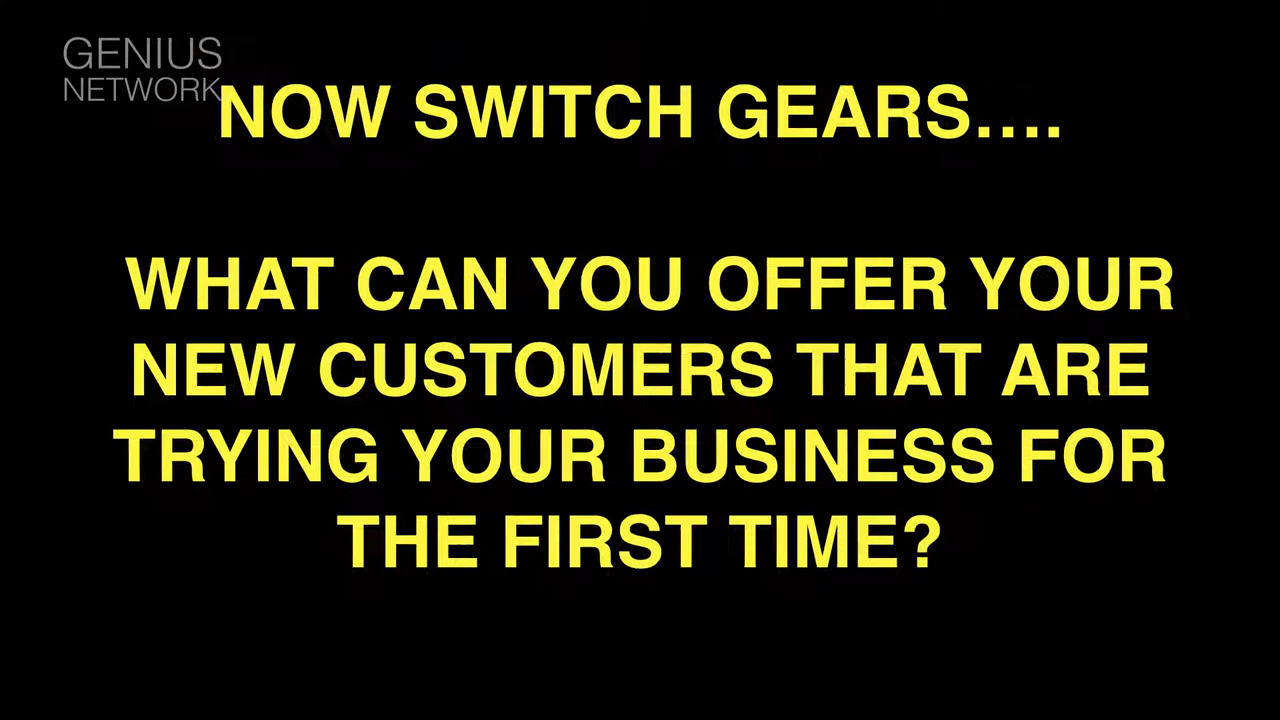 GENIUS
NETWORK
NOW SWITCH GEARS....
WHAT CAN YOU OFFER YOUR
NEW CUSTOMERS THAT ARE
TRYING YOUR BUSINESS FOR
THE FIRST TIME?